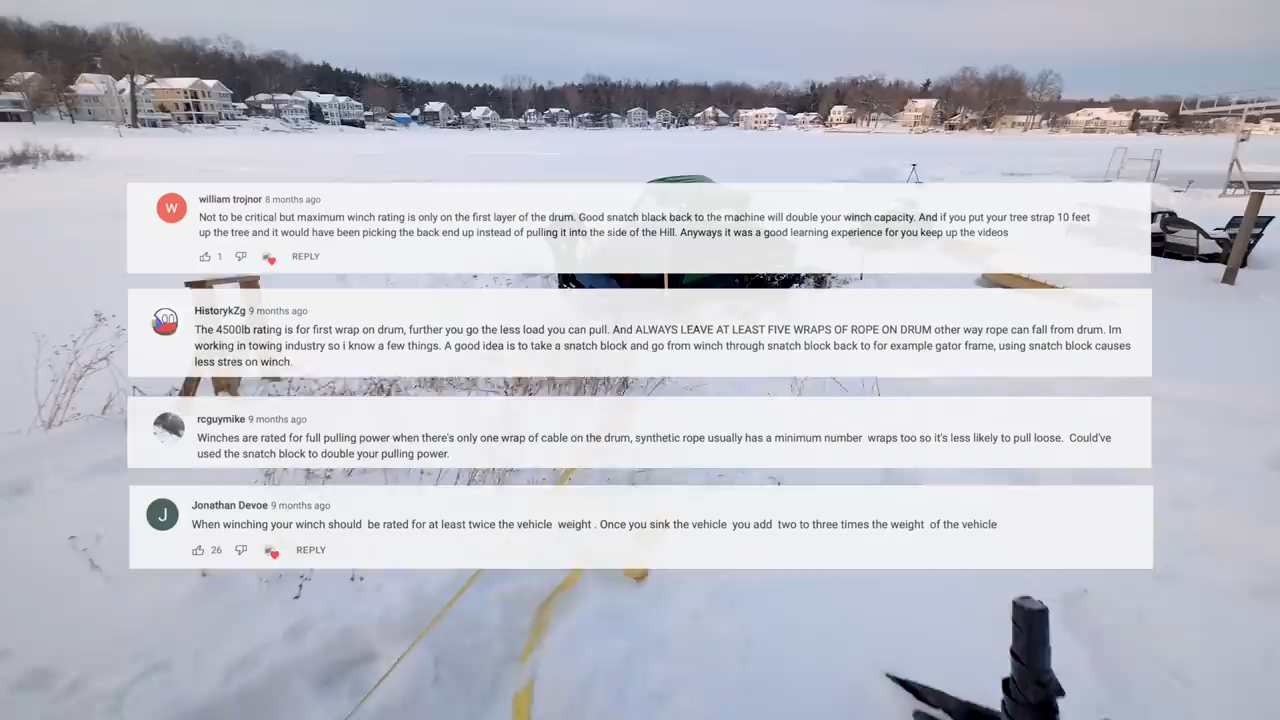 william trojnor 8 months ago
Not to be critical but maximum winch rating is only on the first layer of the drum. Good snatch black back to the machine will double your winch capacity. And if you put your tree strap 10 feet
up the tree and it would have been picking the back end up instead of pulling it into the side of the Hill. Anyways it was a good learning experience for you keep up the videos
1 REPLY
HistorykZg 9 months ago
The 4500lb rating is for first wrap on drum, further you go the less load you can pull. And ALWAYS LEAVE AT LEAST FIVE WRAPS OF ROPE ON DRUM other way rope can fall from drum. Im
working in towing industry so i know a few things. A good idea is to take a snatch block and go from winch through snatch block back to for example gator frame, using snatch block causes
less stres on winch.
rcguymike 9 months ago
Winches are rated for full pulling power when there's only one wrap of cable on the drum, synthetic rope usually has a minimum number wraps too so it's less likely to pull loose. Could've
used the snatch block to double your pulling power.
J
Jonathan Devoe 9 months ago
When winching your winch should be rated for at least twice the vehicle weight . Once you sink the vehicle you add two to three times the weight of the vehicle
26 REPLY
W